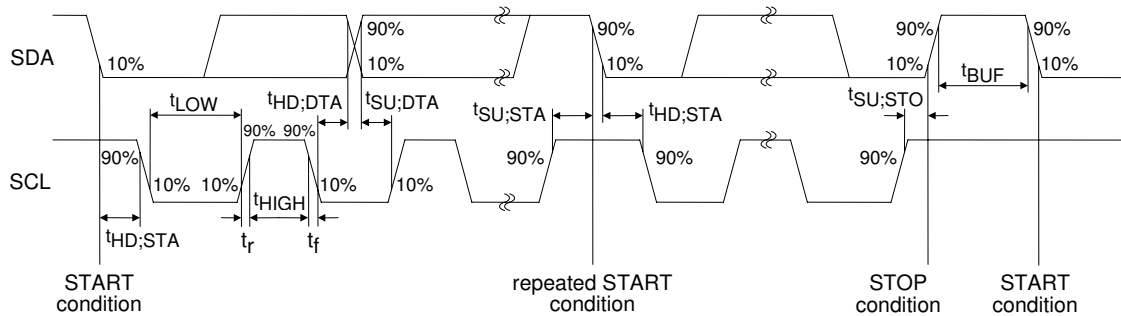 90% 90% 90% 90%
SDA
10% 10% 10% 10% 10%
tLOW tHD;DTA tSU;DTA tBUF
tSU;STA tHD;STA tSU;STO
90% 90% 90% 90% 90% 90%
SCL
10% 10% 10% 10%
tHIGH
tHD;STA tr tf
START
condition
repeated START
condition
STOP
condition
START
condition